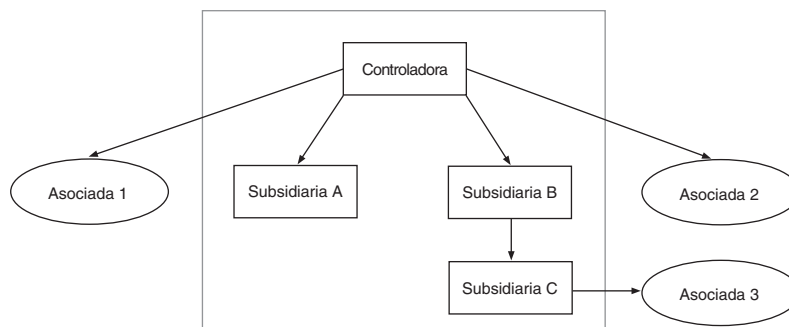 Controladora
Asociada 1
Subsidiaria A
Subsidiaria B
Asociada 2
Subsidiaria C
Asociada 3